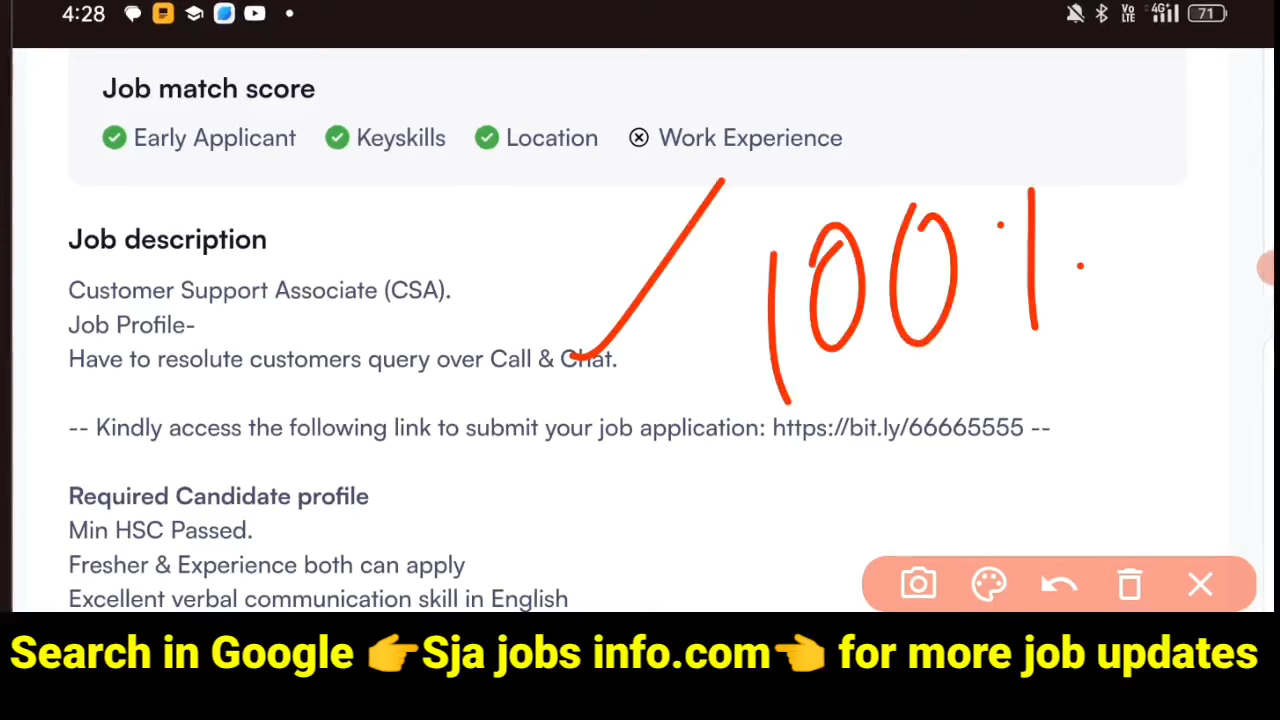 4:28 Vo LTE 4G+ 71
Job match score
Early Applicant Keyskills Location Work Experience
Job description
Customer Support Associate (CSA).
Job Profile-
Have to resolute customers query over Call & Chat.
100%
-- Kindly access the following link to submit your job application: https://bit.ly/66665555 --
Required Candidate profile
Min HSC Passed.
Fresher & Experience both can apply
Excellent verbal communication skill in English
Search in Google 👉Sja jobs info.com👈 for more job updates